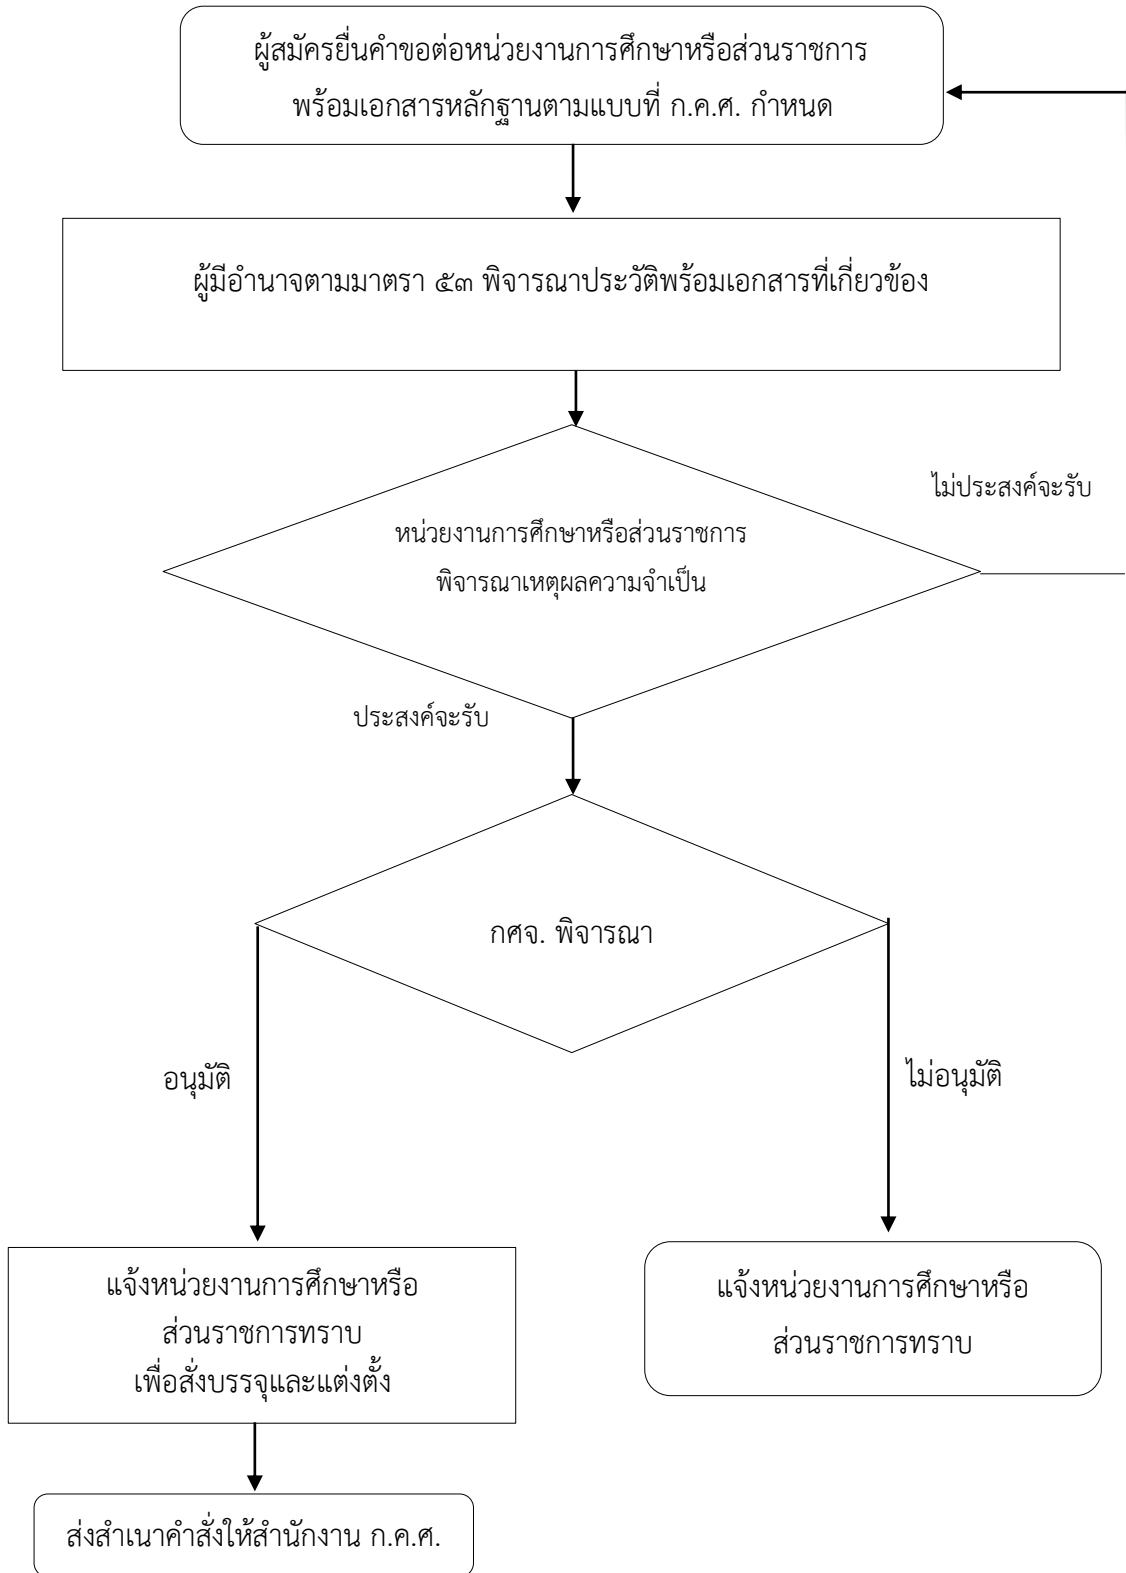 ผู้สมัครยื่นคำขอต่อหน่วยงานการศึกษาหรือส่วนราชการ
พร้อมเอกสารหลักฐานตามแบบที่ ก.ค.ศ. กำหนด
ผู้มีอำนาจตามมาตรา ๕๓ พิจารณาประวัติพร้อมเอกสารที่เกี่ยวข้อง
ไม่ประสงค์จะรับ
หน่วยงานการศึกษาหรือส่วนราชการ
พิจารณาเหตุผลความจำเป็น
ประสงค์จะรับ
กศจ. พิจารณา
อนุมัติ
ไม่อนุมัติ
แจ้งหน่วยงานการศึกษาหรือ
ส่วนราชการทราบ
เพื่อสั่งบรรจุและแต่งตั้ง
แจ้งหน่วยงานการศึกษาหรือ
ส่วนราชการทราบ
ส่งสำเนาคำสั่งให้สำนักงาน ก.ค.ศ.